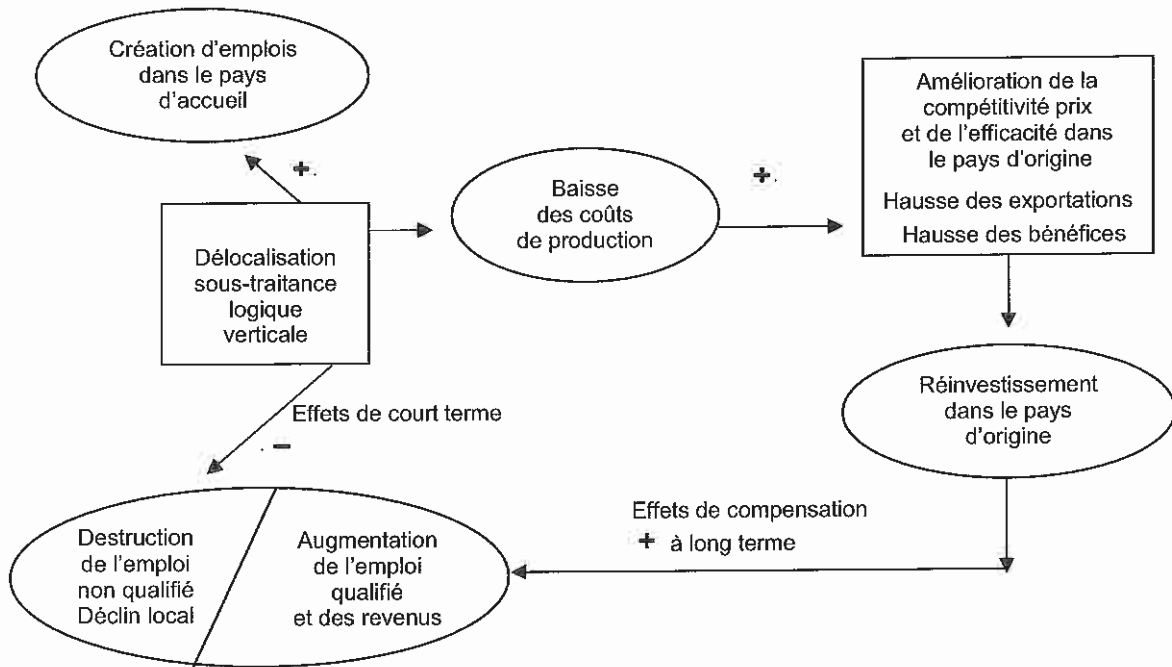 Création d'emplois
dans le pays
d'accueil
+
Délocalisation
sous-traitance
logique
verticale
Baisse
des coûts
de production
+
Amélioration de la
compétitivité prix
et de l'efficacité dans
le pays d'origine
Hausse des exportations
Hausse des bénéfices
Réinvestissement
dans le pays
d'origine
Effets de court terme
−
Effets de compensation
+ à long terme
Destruction
de l'emploi
non qualifié
Déclin local
Augmentation
de l'emploi
qualifié
et des revenus